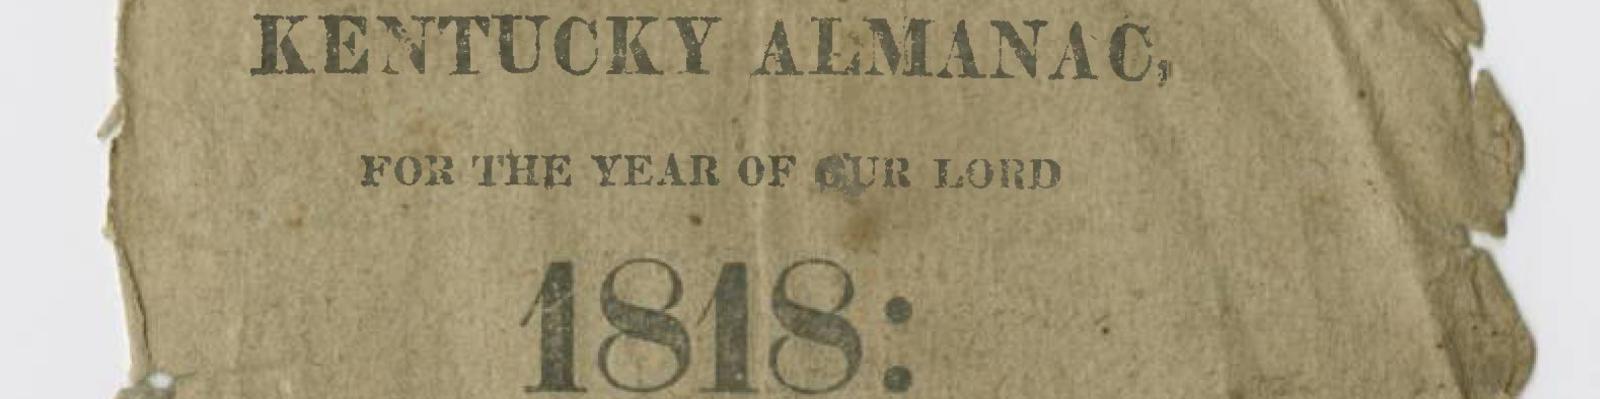 KENTUCKY ALMANAC,
FOR THE YEAR OF OUR LORD
1818: